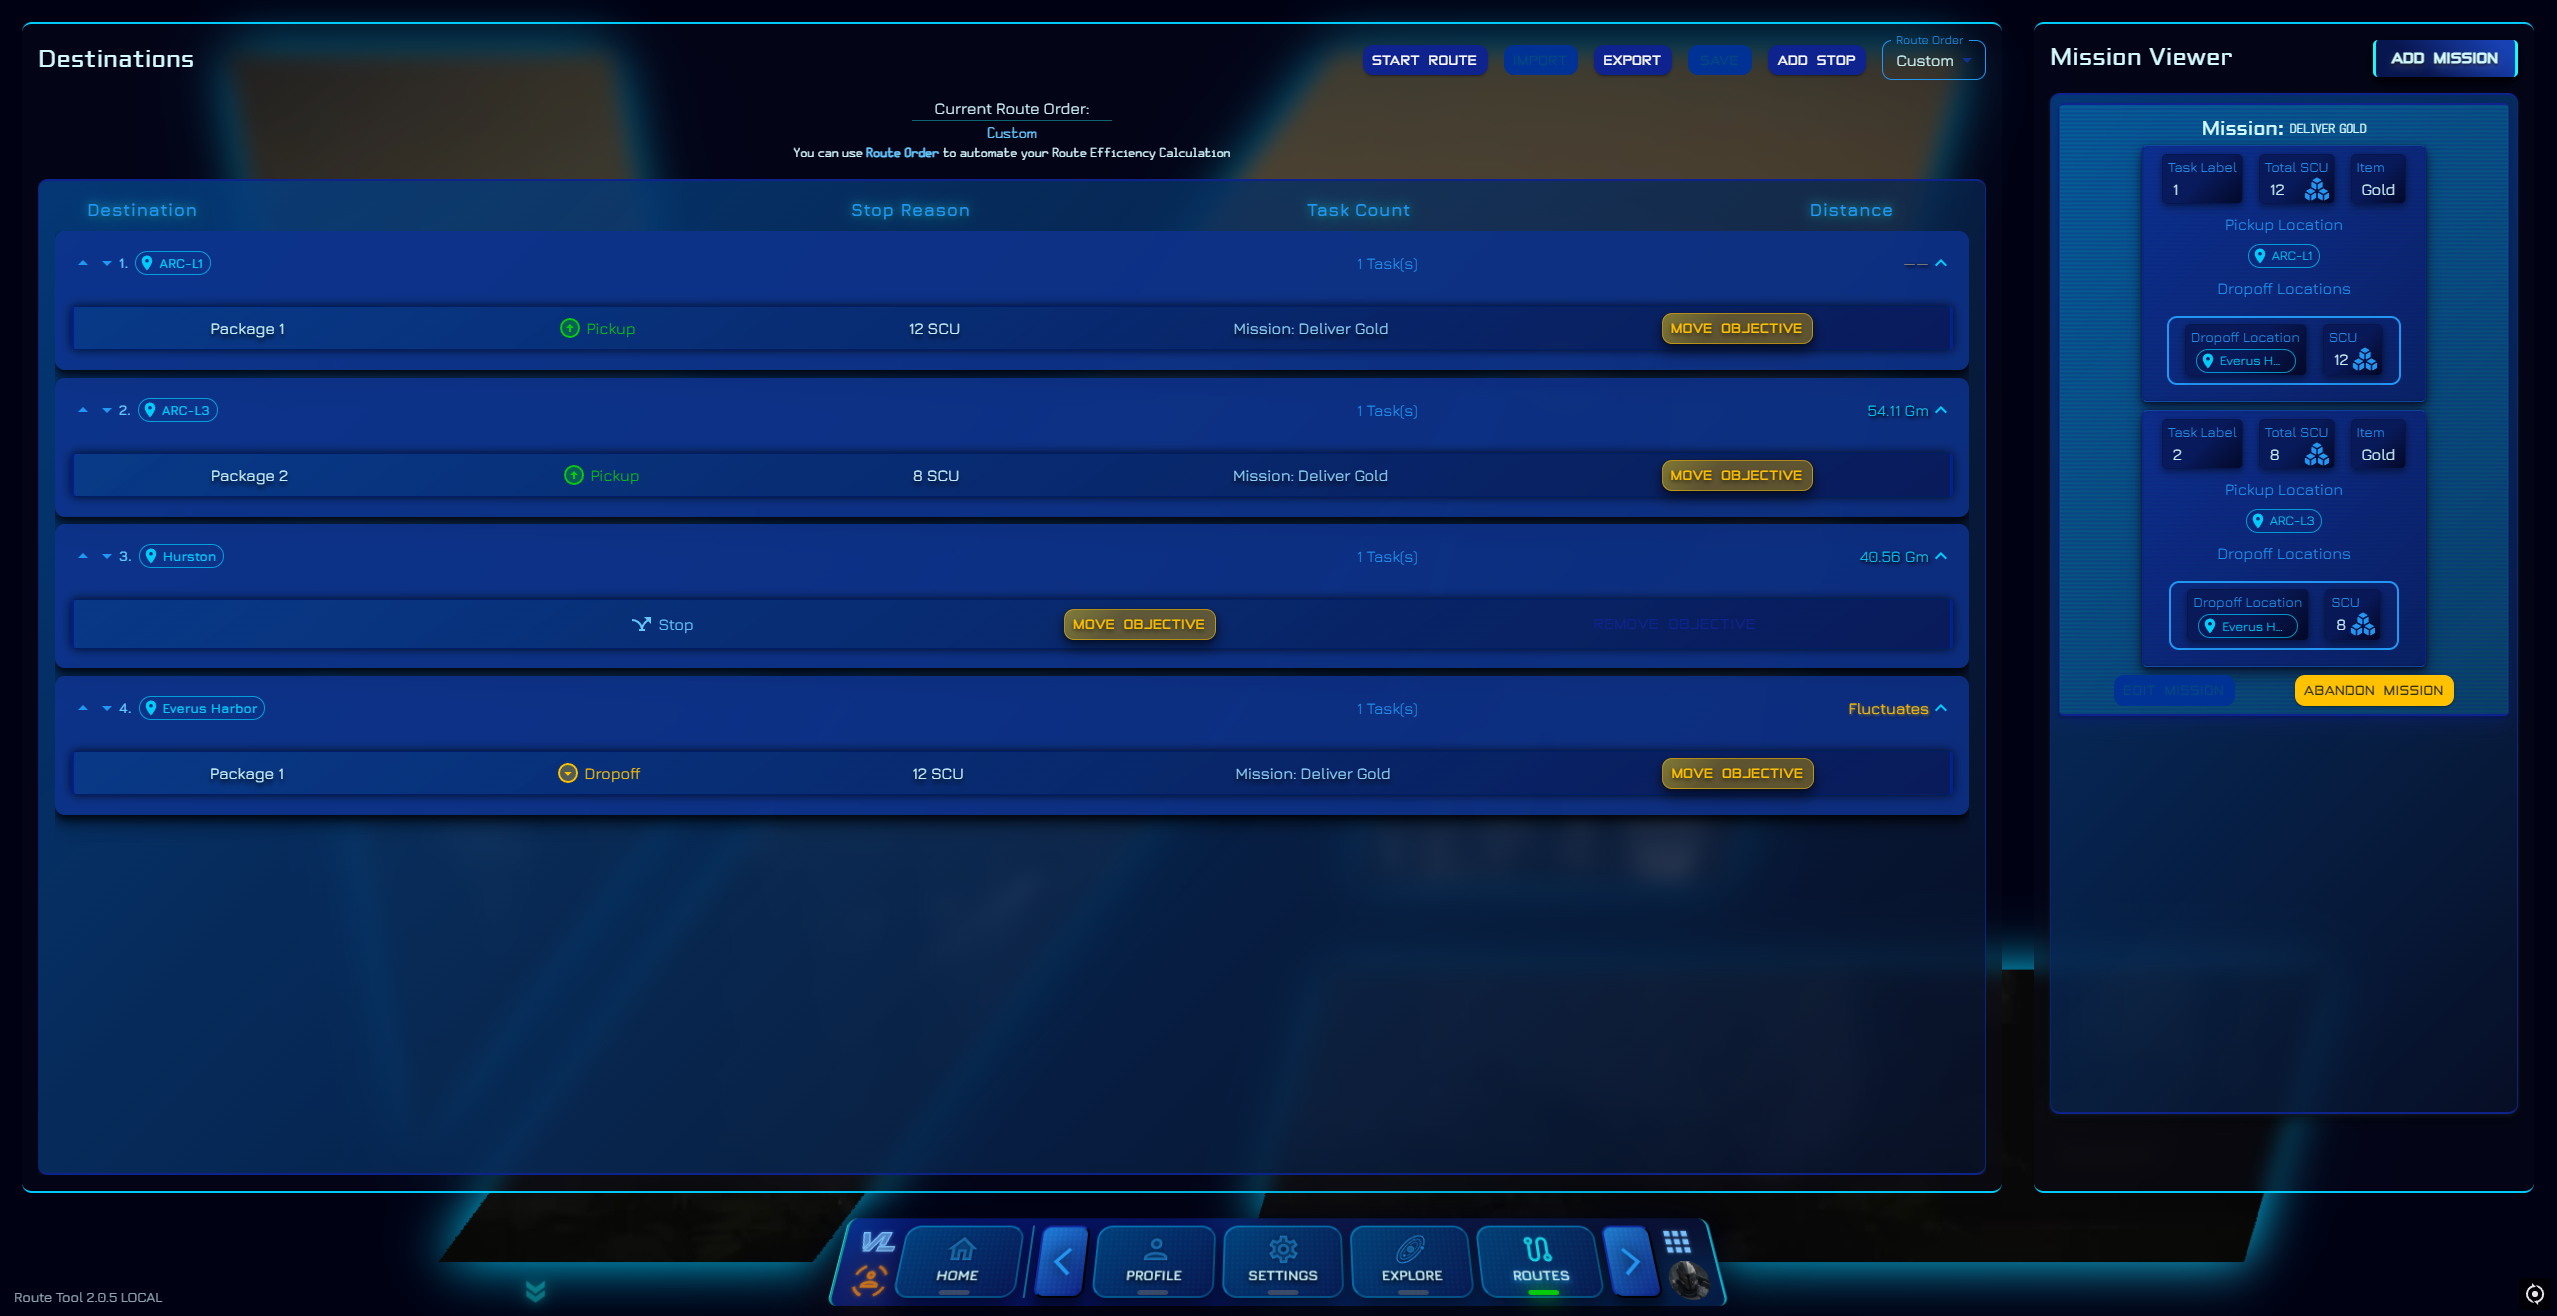 Destinations
START ROUTE
IMPORT
EXPORT
SAVE
ADD STOP
Route Order
Custom
Current Route Order:
Custom
You can use Route Order to automate your Route Efficiency Calculation
Destination Stop Reason Task Count Distance
1. ARC-L1 1 Task(s) ——
Package 1 Pickup 12 SCU Mission: Deliver Gold MOVE OBJECTIVE
2. ARC-L3 1 Task(s) 54.11 Gm
Package 2 Pickup 8 SCU Mission: Deliver Gold MOVE OBJECTIVE
3. Hurston 1 Task(s) 40.56 Gm
Stop MOVE OBJECTIVE REMOVE OBJECTIVE
4. Everus Harbor 1 Task(s) Fluctuates
Package 1 Dropoff 12 SCU Mission: Deliver Gold MOVE OBJECTIVE
Mission Viewer
ADD MISSION
Mission: DELIVER GOLD
Task Label Total SCU Item
1 12 Gold
Pickup Location
ARC-L1
Dropoff Locations
Dropoff Location SCU
Everus H... 12
Task Label Total SCU Item
2 8 Gold
Pickup Location
ARC-L3
Dropoff Locations
Dropoff Location SCU
Everus H... 8
EDIT MISSION ABANDON MISSION
VL
HOME PROFILE SETTINGS EXPLORE ROUTES
Route Tool 2.0.5 LOCAL